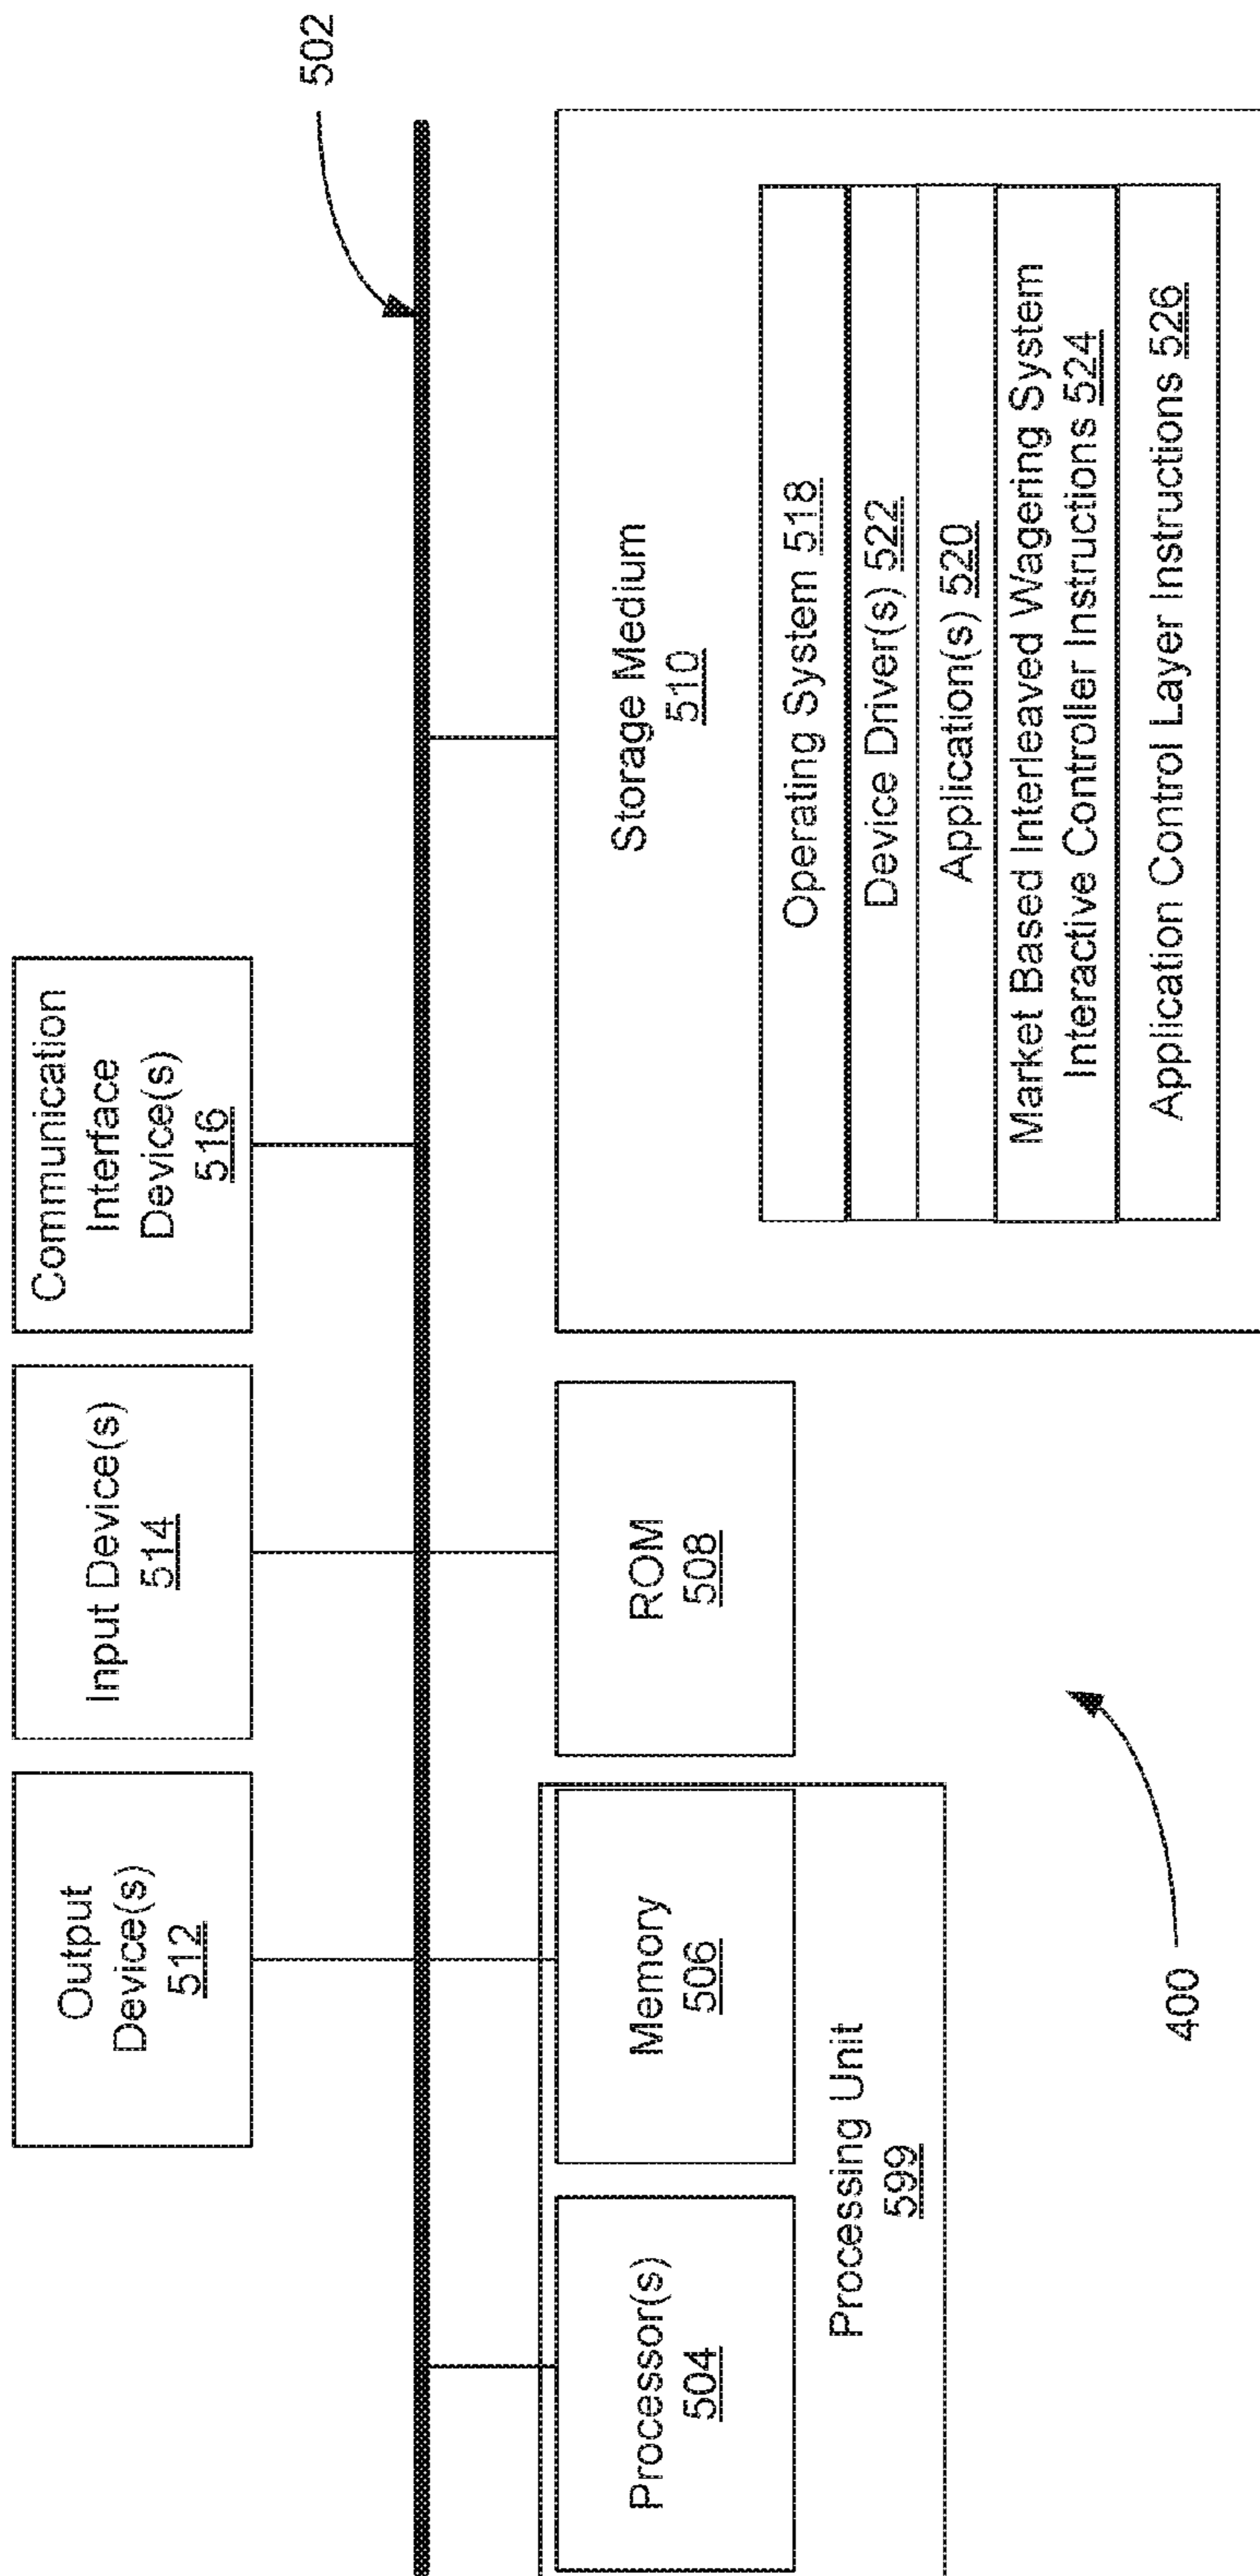 502
Output
Device(s)
512
Input Device(s)
514
Communication
Interface
Device(s)
516
Processor(s)
504
Memory
506
Processing Unit
599
ROM
508
Storage Medium
510
Operating System 518
Device Driver(s) 522
Application(s) 520
Market Based Interleaved Wagering System
Interactive Controller Instructions 524
Application Control Layer Instructions 526
400